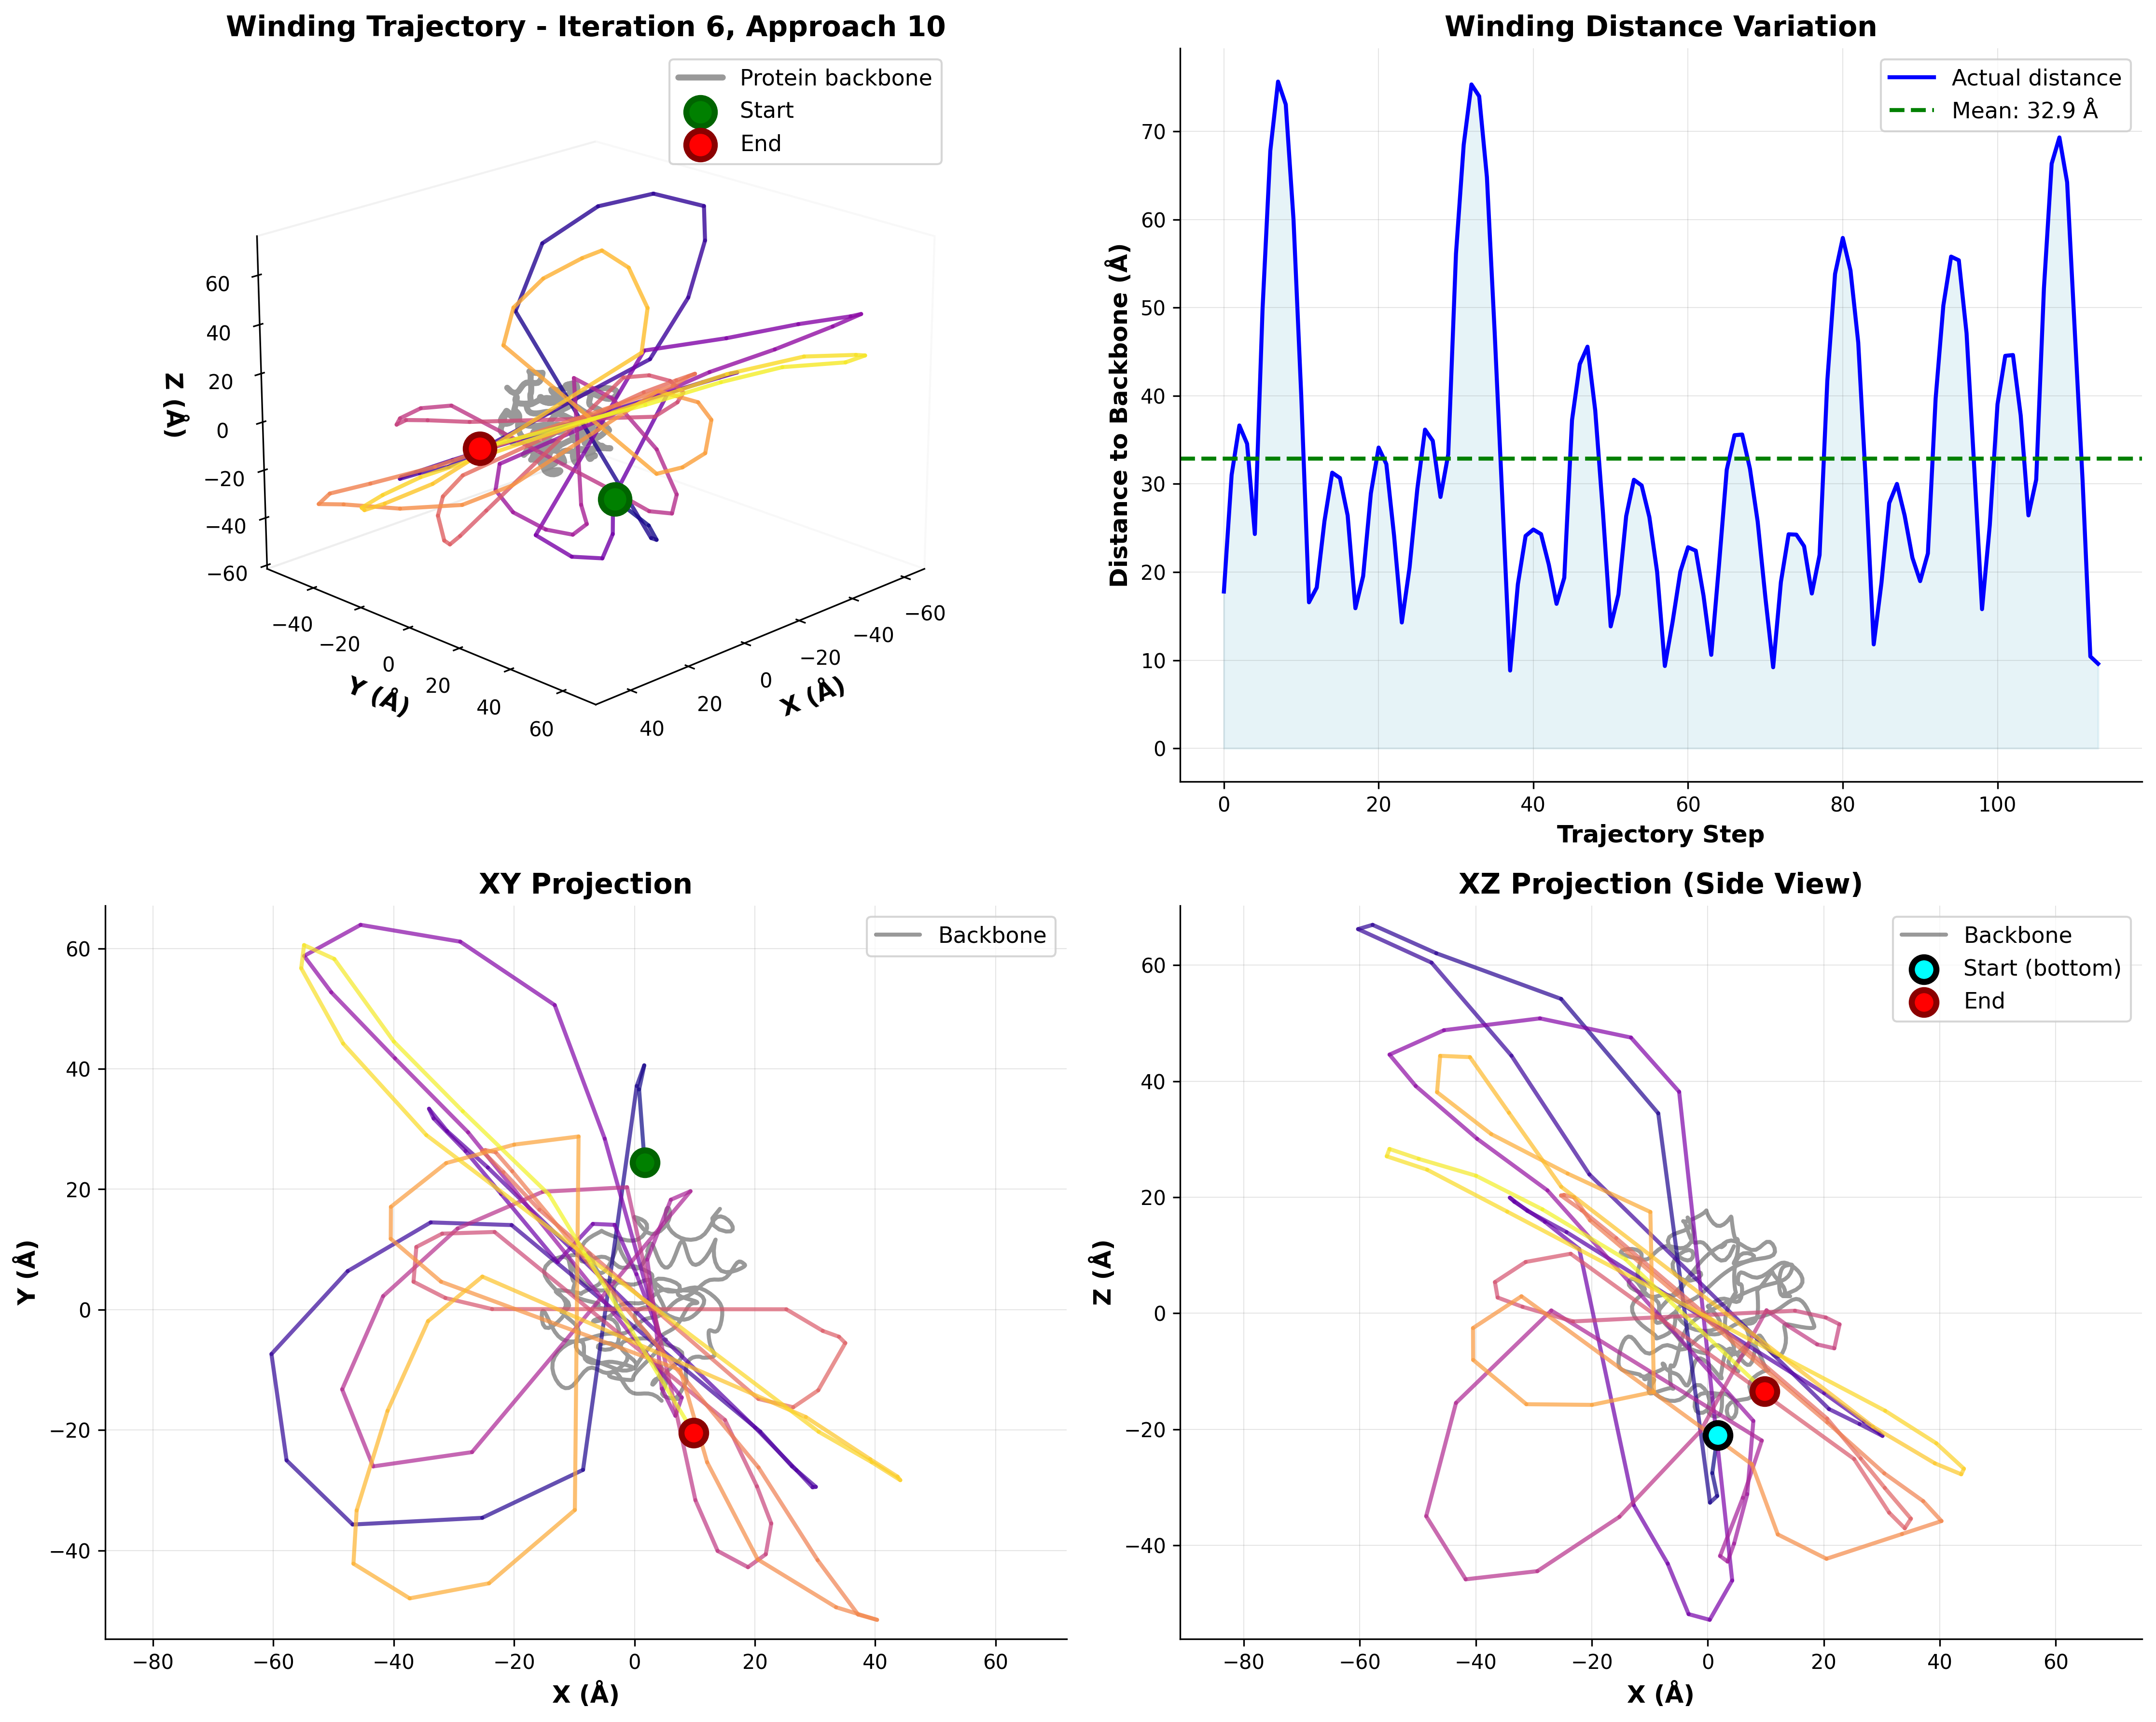 Winding Trajectory - Iteration 6, Approach 10
Protein backbone
Start
End
60
40
20
0
−20
−40
−60
Z (Å)
−40
−20
0
20
40
60
Y (Å)
40
20
0
−20
−40
−60
X (Å)
Winding Distance Variation
Actual distance
Mean: 32.9 Å
70
60
50
40
30
20
10
0
Distance to Backbone (Å)
0
20
40
60
80
100
Trajectory Step
XY Projection
Backbone
60
40
20
0
−20
−40
Y (Å)
−80
−60
−40
−20
0
20
40
60
X (Å)
XZ Projection (Side View)
Backbone
Start (bottom)
End
60
40
20
0
−20
−40
Z (Å)
−80
−60
−40
−20
0
20
40
60
X (Å)